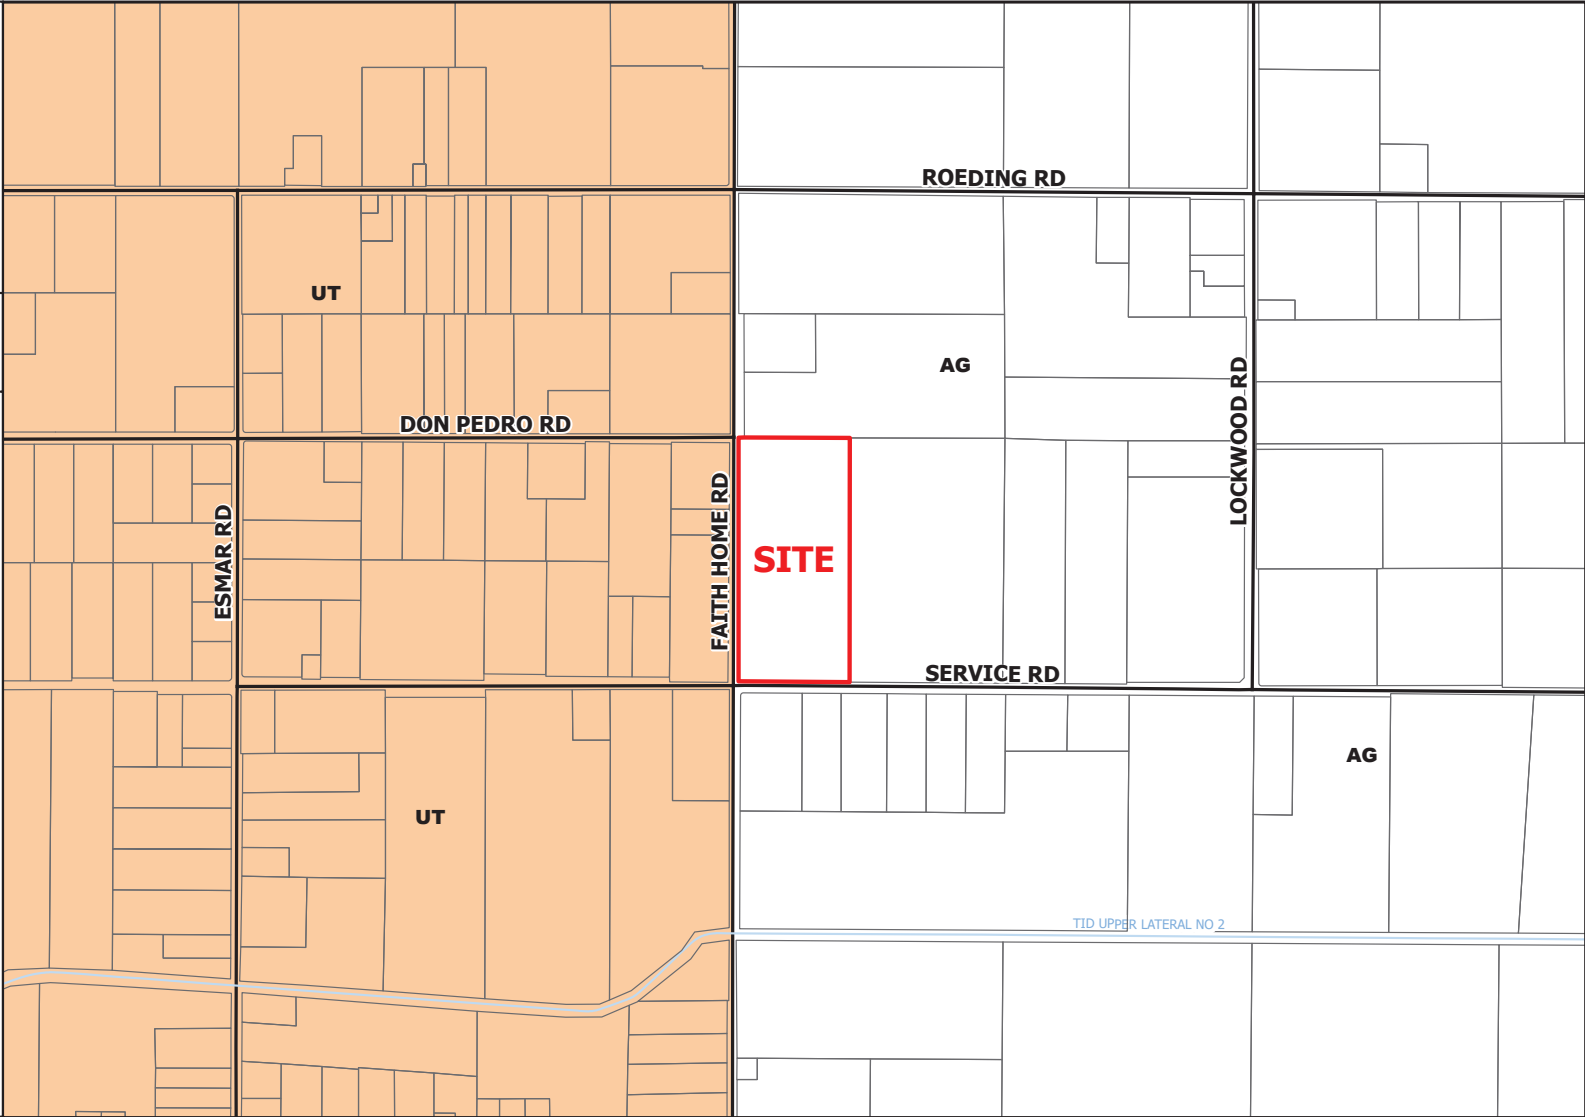 ROEDING RD
UT
AG
LOCKWOOD RD
DON PEDRO RD
ESMAR RD
FAITH HOME RD
SITE
SERVICE RD
AG
UT
TID UPPER LATERAL NO 2